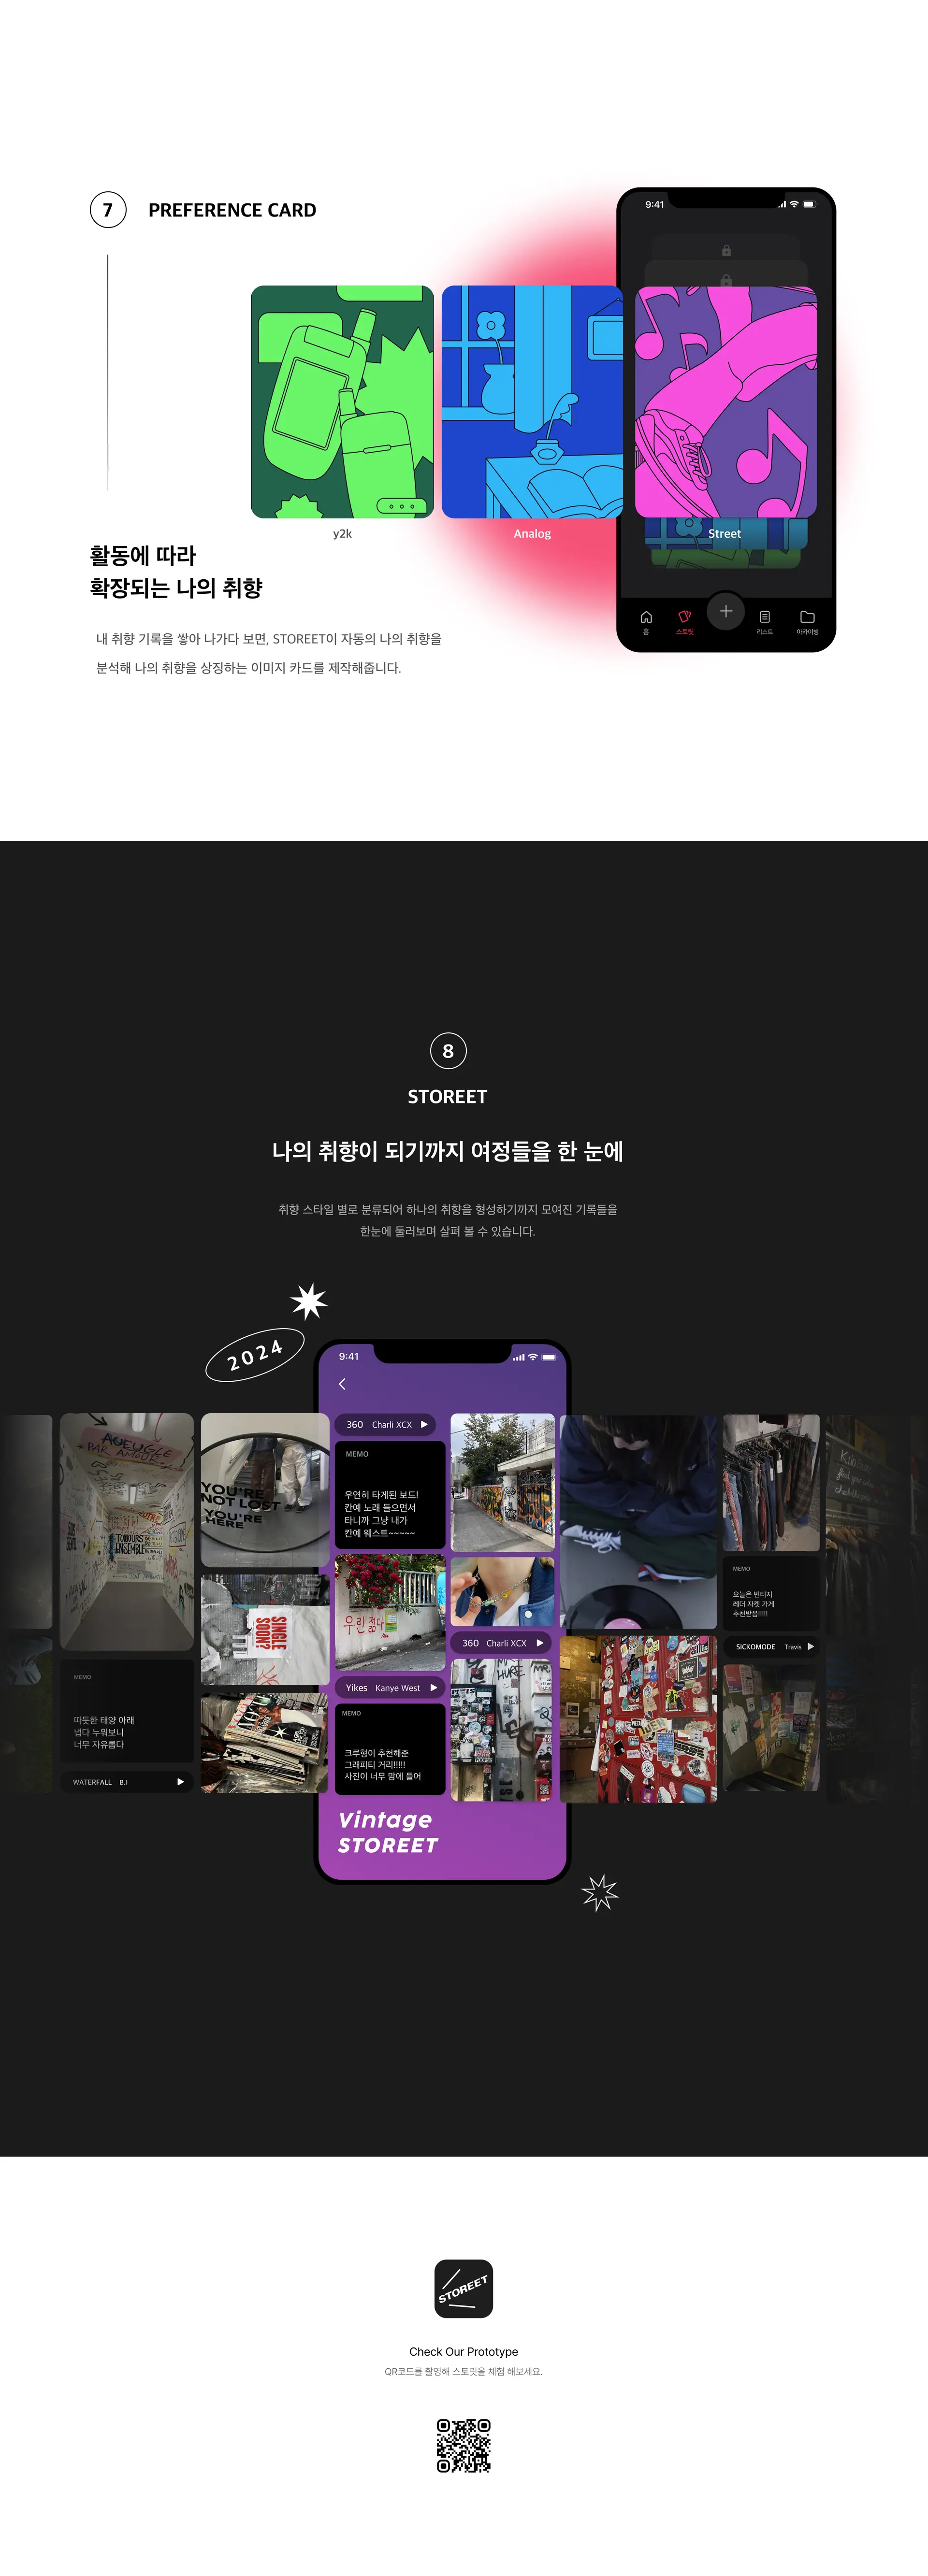 7
PREFERENCE CARD
9:41
y2k
Analog
Street
활동에 따라
확장되는 나의 취향
내 취향 기록을 쌓아 나가다 보면, STOREET이 자동의 나의 취향을
분석해 나의 취향을 상징하는 이미지 카드를 제작해줍니다.
홈
스토릿
리스트
아카이빙
8
STOREET
나의 취향이 되기까지 여정들을 한 눈에
취향 스타일 별로 분류되어 하나의 취향을 형성하기까지 모여진 기록들을
한눈에 둘러보며 살펴 볼 수 있습니다.
2024
9:41
AVEUGLE
PAR AMOUR
TOUJOURS
ENSEMBLE
MEMO
따듯한 태양 아래
냅다 누워보니
너무 자유롭다
WATERFALL B.I
YOU'RE
NOT LOST
YOU'RE
HERE
SINGLE
360 Charli XCX
MEMO
우연히 타게된 보드!
칸예 노래 들으면서
타니까 그냥 내가
칸예 웨스트~~~~~
우린 젊다
Yikes Kanye West
MEMO
크루형이 추천해준
그래피티 거리!!!!!
사진이 너무 맘에 들어
360 Charli XCX
MEMO
오늘은 빈티지
레더 자켓 가게
추천받음!!!!!
SICKOMODE Travis
Vintage
STOREET
STOREET
Check Our Prototype
QR코드를 촬영해 스토릿을 체험 해보세요.